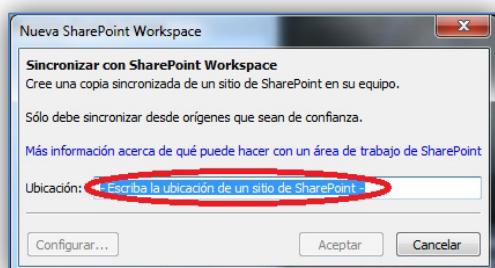 Nueva SharePoint Workspace
Sincronizar con SharePoint Workspace
Cree una copia sincronizada de un sitio de SharePoint en su equipo.
Sólo debe sincronizar desde orígenes que sean de confianza.
Más información acerca de qué puede hacer con un área de trabajo de SharePoint
Ubicación: - Escriba la ubicación de un sitio de SharePoint -
Configurar... Aceptar Cancelar